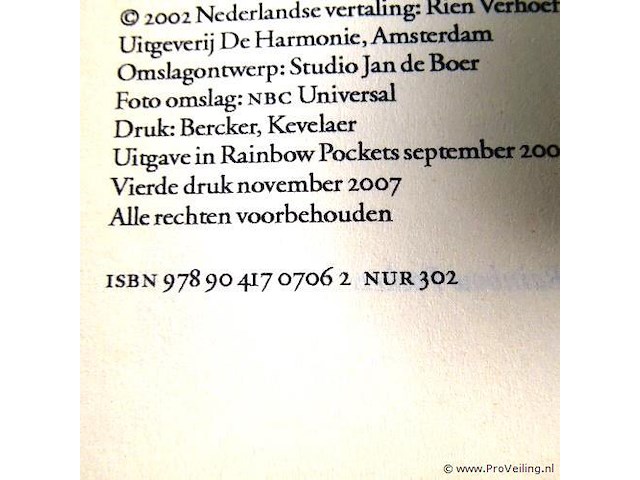 © 2002 Nederlandse vertaling: Rien Verhoef
Uitgeverij De Harmonie, Amsterdam
Omslagontwerp: Studio Jan de Boer
Foto omslag: NBC Universal
Druk: Bercker, Kevelaer
Uitgave in Rainbow Pockets september 200
Vierde druk november 2007
Alle rechten voorbehouden
ISBN 978 90 417 0706 2 NUR 302
© www.ProVeiling.nl